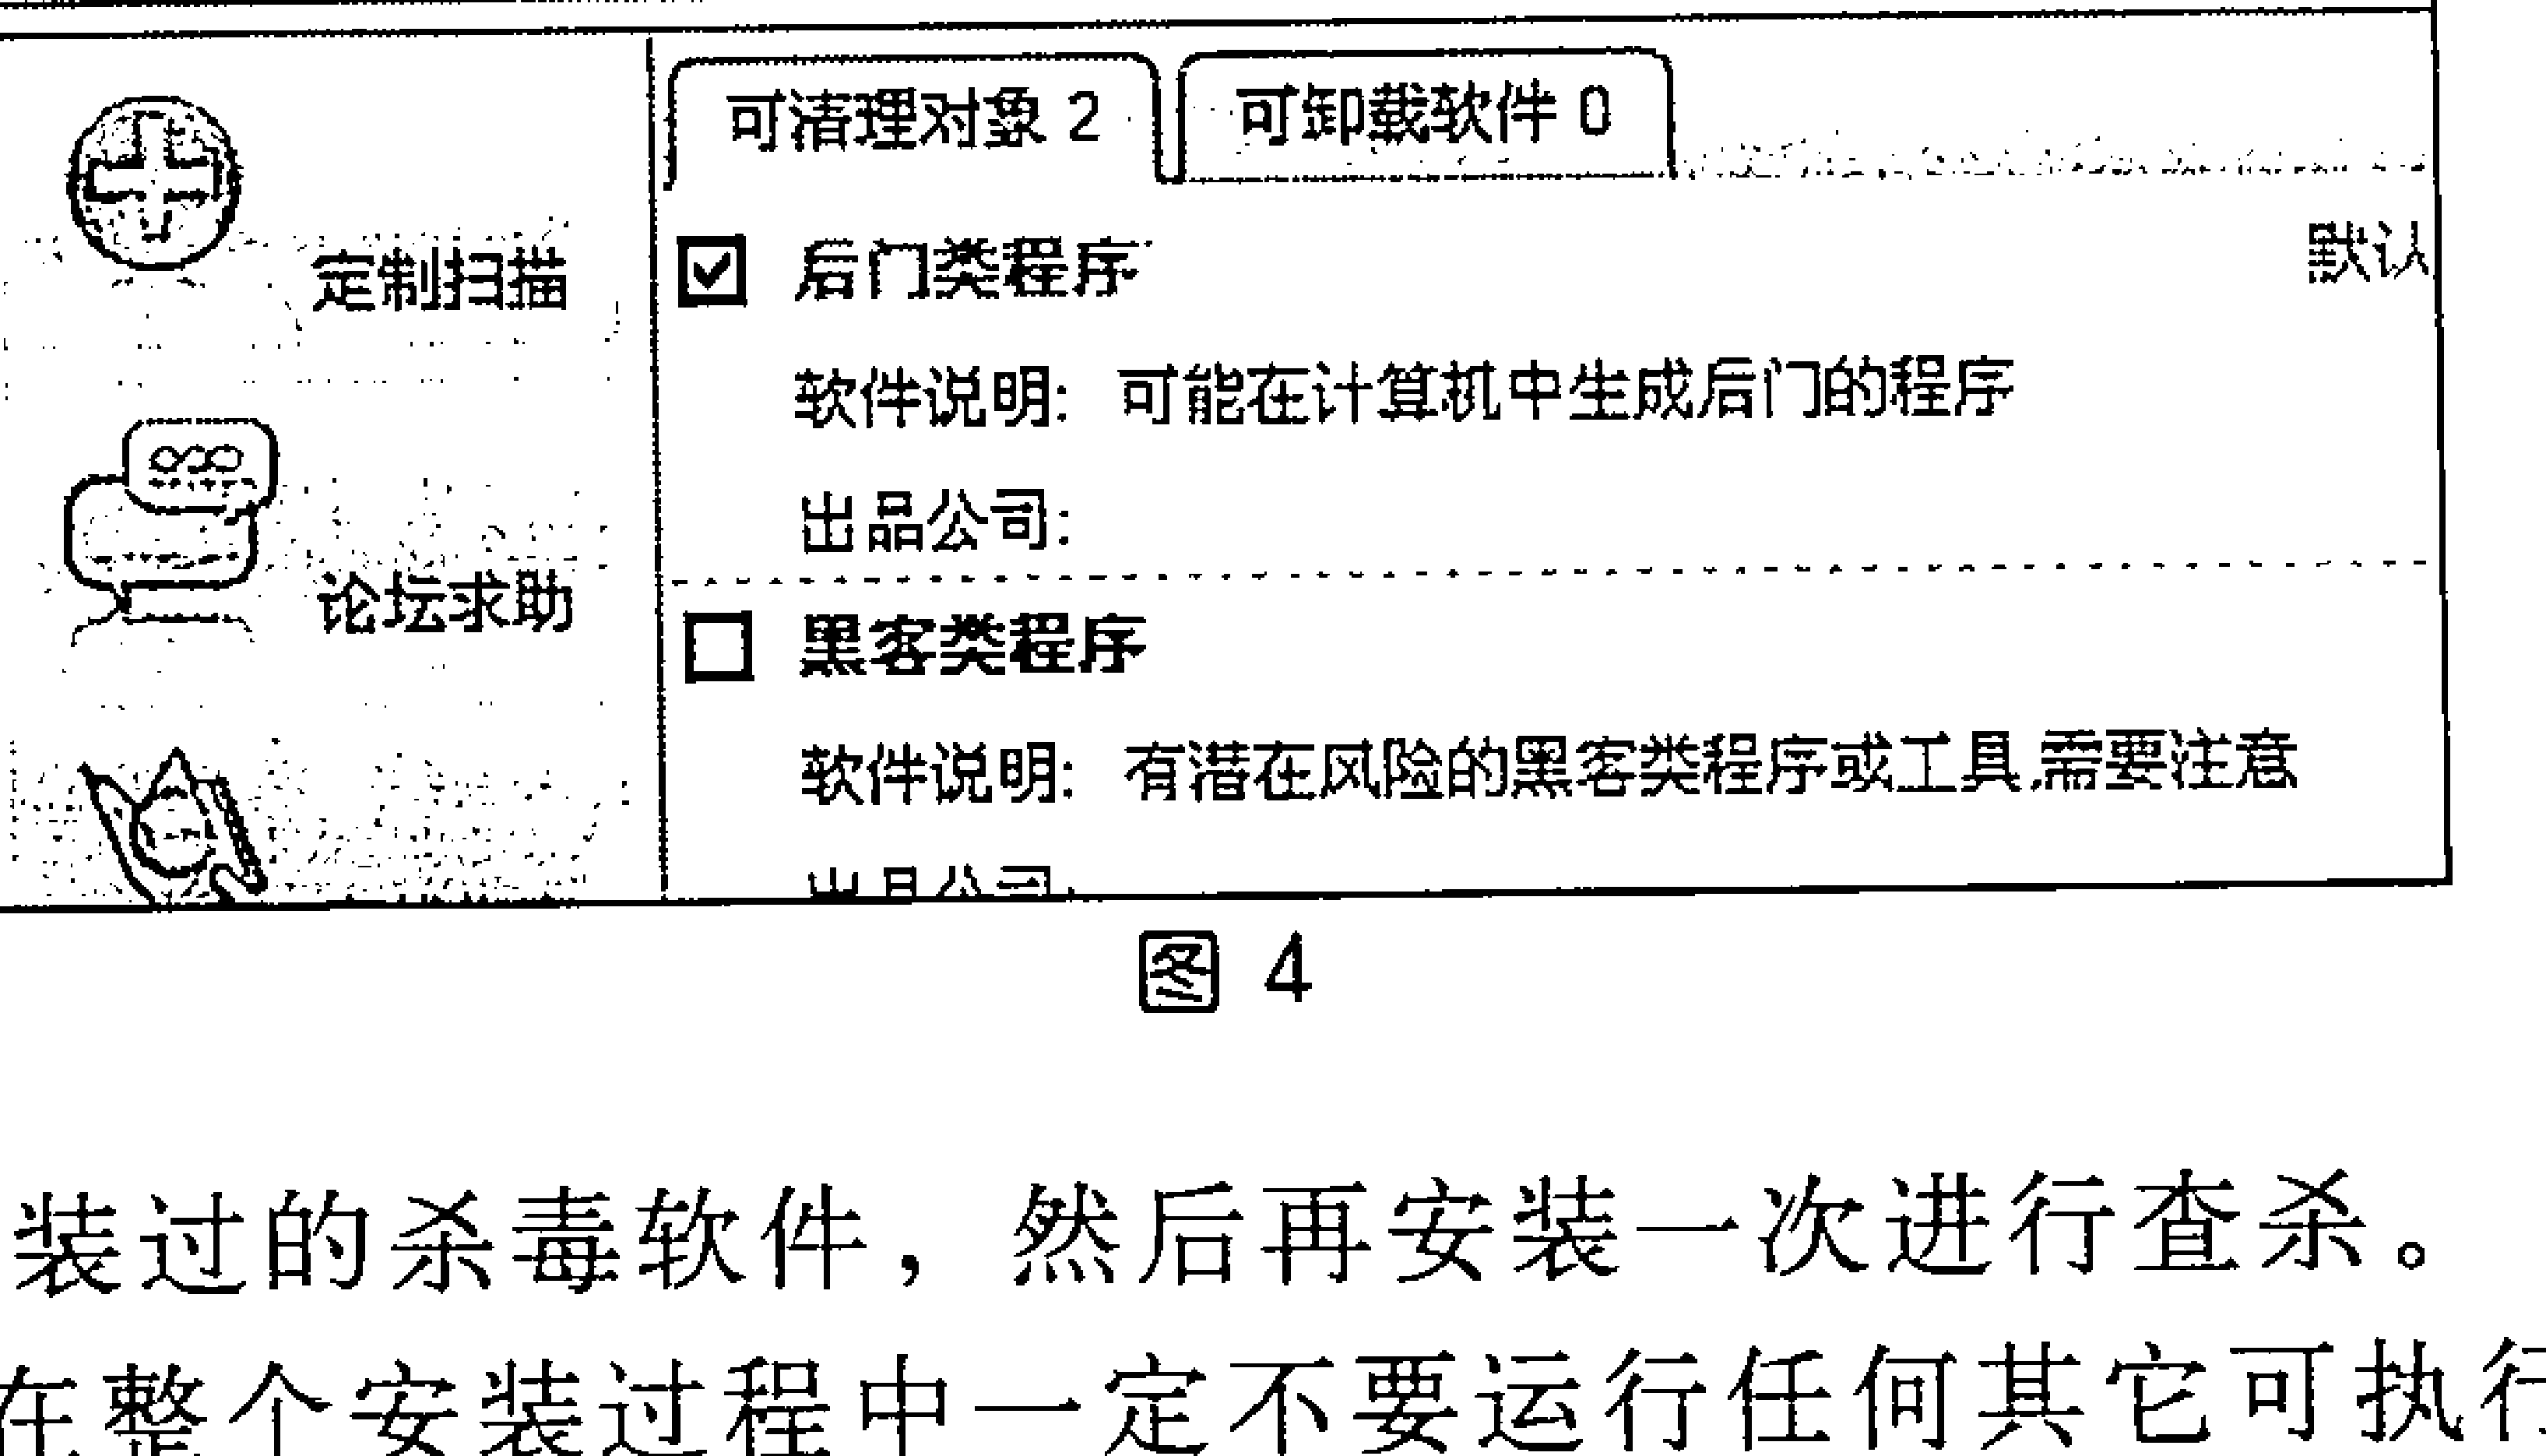 可清理对象 2
可卸载软件 0
定制扫描
后门类程序
默认
软件说明: 可能在计算机中生成后门的程序
出品公司:
论坛求助
黑客类程序
软件说明: 有潜在风险的黑客类程序或工具,需要注意
出品公司:
图 4
装过的杀毒软件，然后再安装一次进行查杀。
在整个安装过程中一定不要运行任何其它可执行